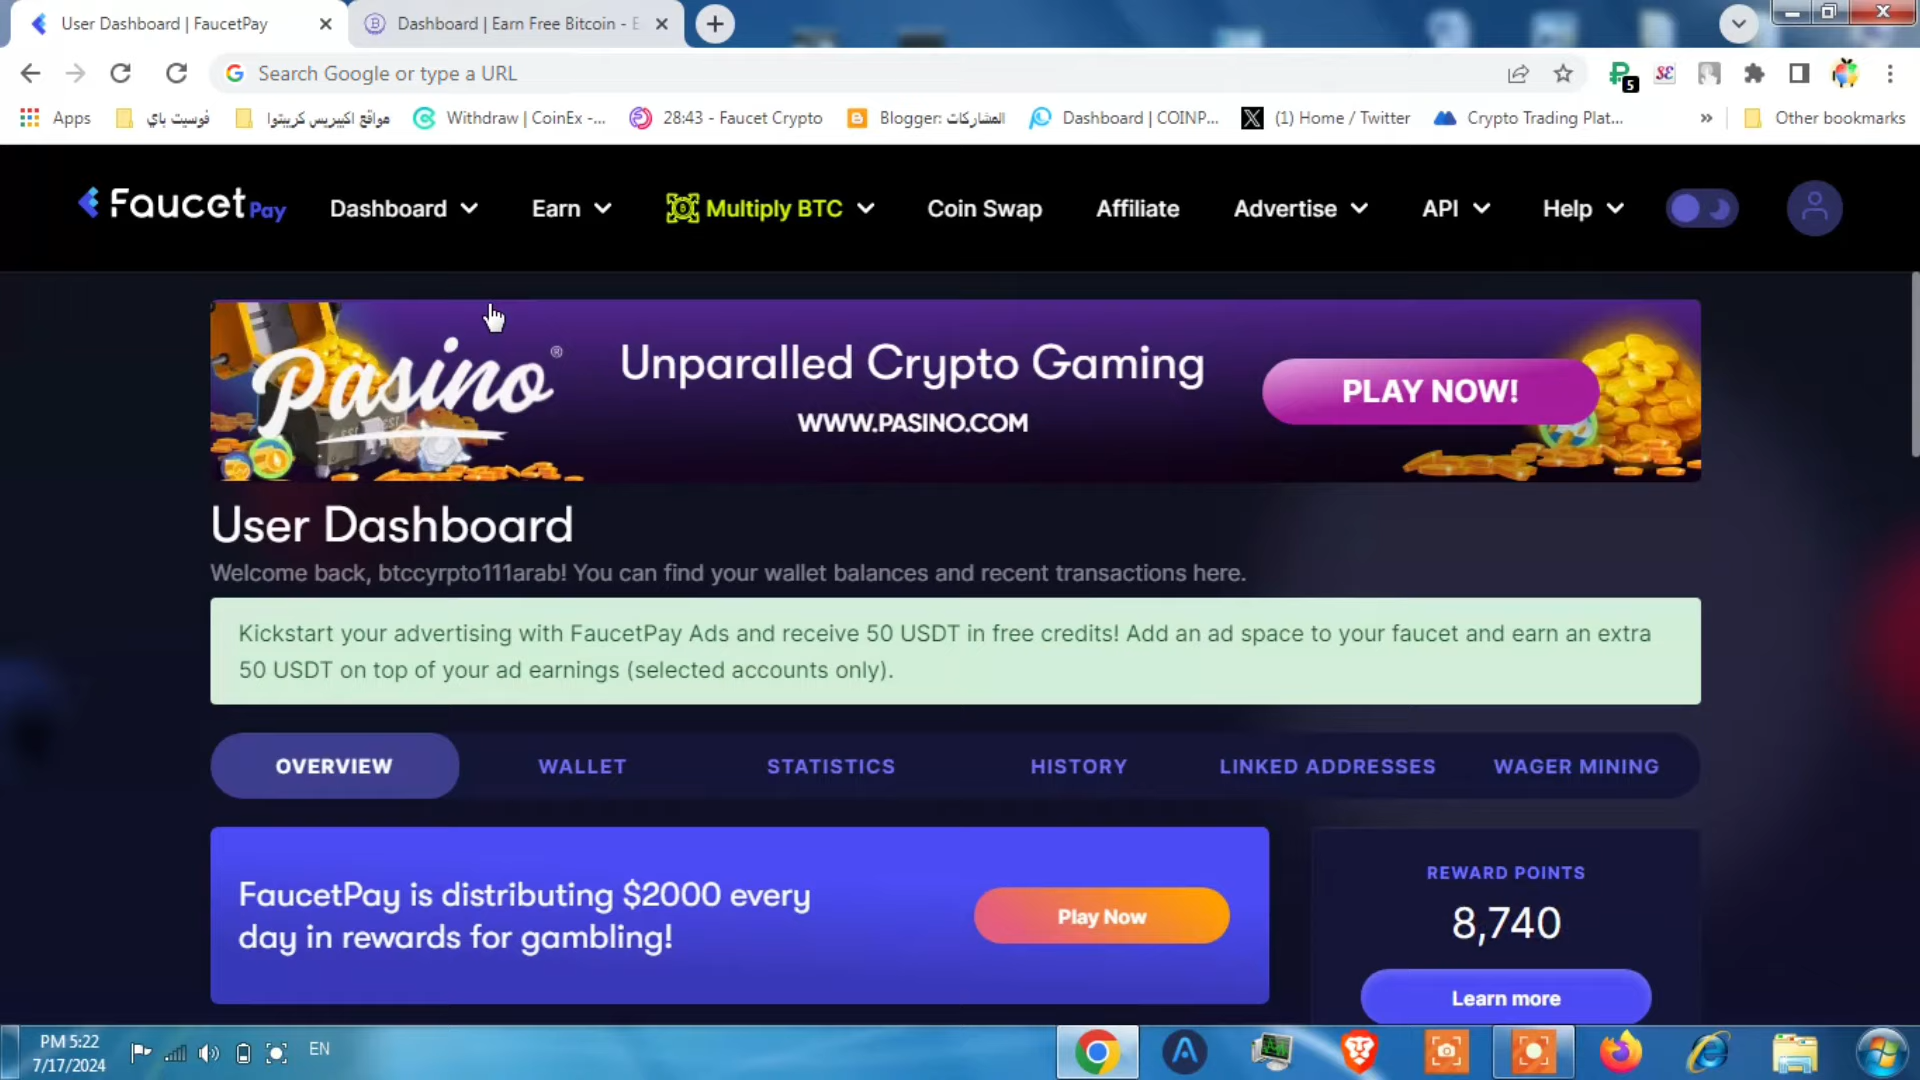 User Dashboard | FaucetPay
Dashboard | Earn Free Bitcoin - E
Search Google or type a URL
5
Apps
فوسيت باي
مواقع اكبيريس كريبتوا
Withdraw | CoinEx -...
28:43 - Faucet Crypto
Blogger: المشاركات
Dashboard | COINP...
(1) Home / Twitter
Crypto Trading Plat...
»
Other bookmarks
FaucetPay
Dashboard
Earn
Multiply BTC
Coin Swap
Affiliate
Advertise
API
Help
Pasino®
Unparalled Crypto Gaming
WWW.PASINO.COM
PLAY NOW!
User Dashboard
Welcome back, btccyrpto111arab! You can find your wallet balances and recent transactions here.
Kickstart your advertising with FaucetPay Ads and receive 50 USDT in free credits! Add an ad space to your faucet and earn an extra
50 USDT on top of your ad earnings (selected accounts only).
OVERVIEW
WALLET
STATISTICS
HISTORY
LINKED ADDRESSES
WAGER MINING
FaucetPay is distributing $2000 every
day in rewards for gambling!
Play Now
REWARD POINTS
8,740
Learn more
PM 5:22
7/17/2024
EN